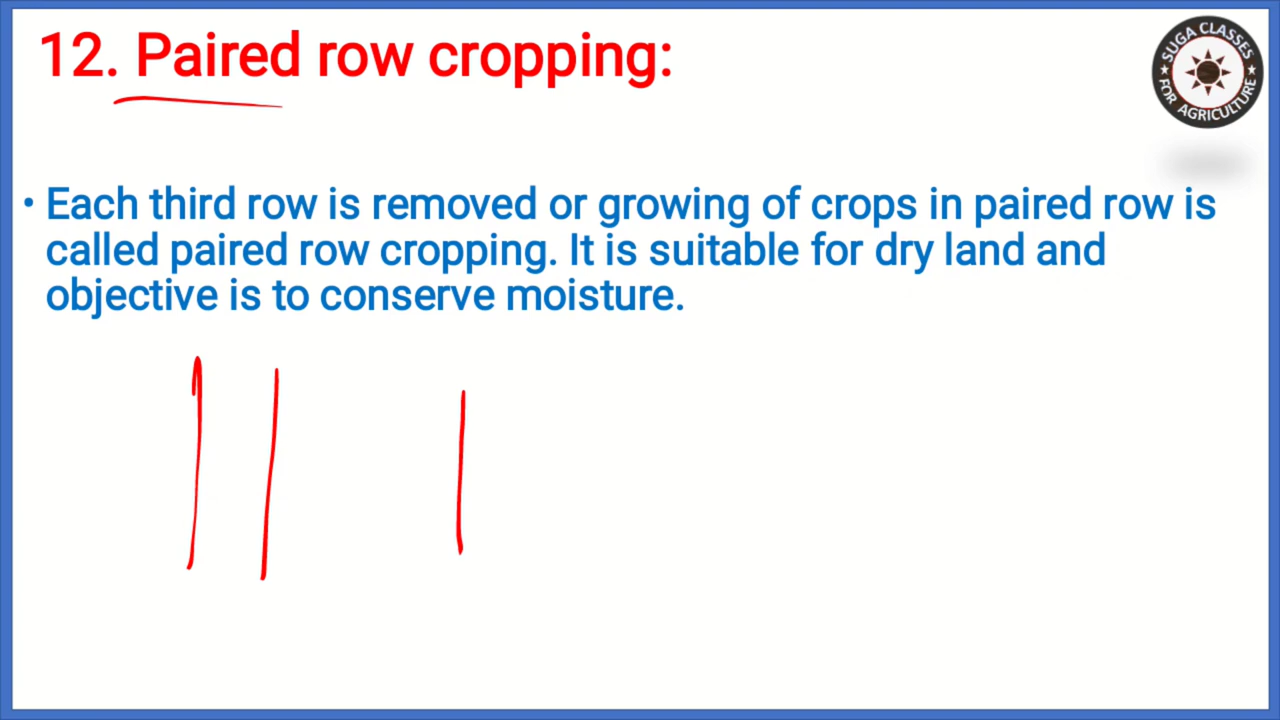 12. Paired row cropping:
SUGA CLASSES
FOR AGRICULTURE
• Each third row is removed or growing of crops in paired row is
called paired row cropping. It is suitable for dry land and
objective is to conserve moisture.